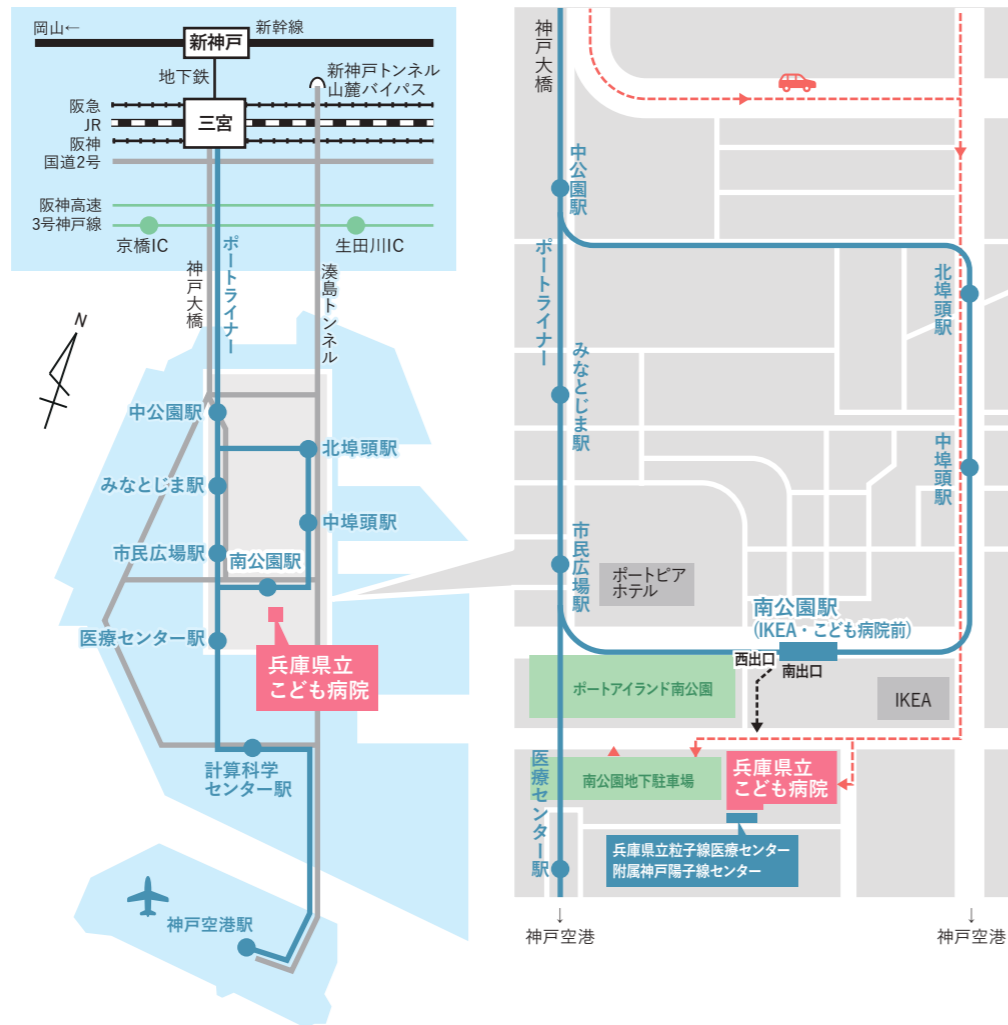 岡山←
新幹線
新神戸
地下鉄
新神戸トンネル
山麓バイパス
阪急
JR
阪神
三宮
国道2号
阪神高速
3号神戸線
京橋IC
生田川IC
神戸大橋
ポートライナー
湊島トンネル
N
中公園駅
北埠頭駅
みなとじま駅
中埠頭駅
市民広場駅
南公園駅
医療センター駅
兵庫県立
こども病院
計算科学
センター駅
神戸空港駅
神戸大橋
中公園駅
ポートライナー
北埠頭駅
みなとじま駅
中埠頭駅
市民広場駅
ポートピア
ホテル
南公園駅
(IKEA・こども病院前)
西出口
南出口
ポートアイランド南公園
IKEA
医療センター駅
南公園地下駐車場
兵庫県立
こども病院
兵庫県立粒子線医療センター
附属神戸陽子線センター
↓
神戸空港
↓
神戸空港